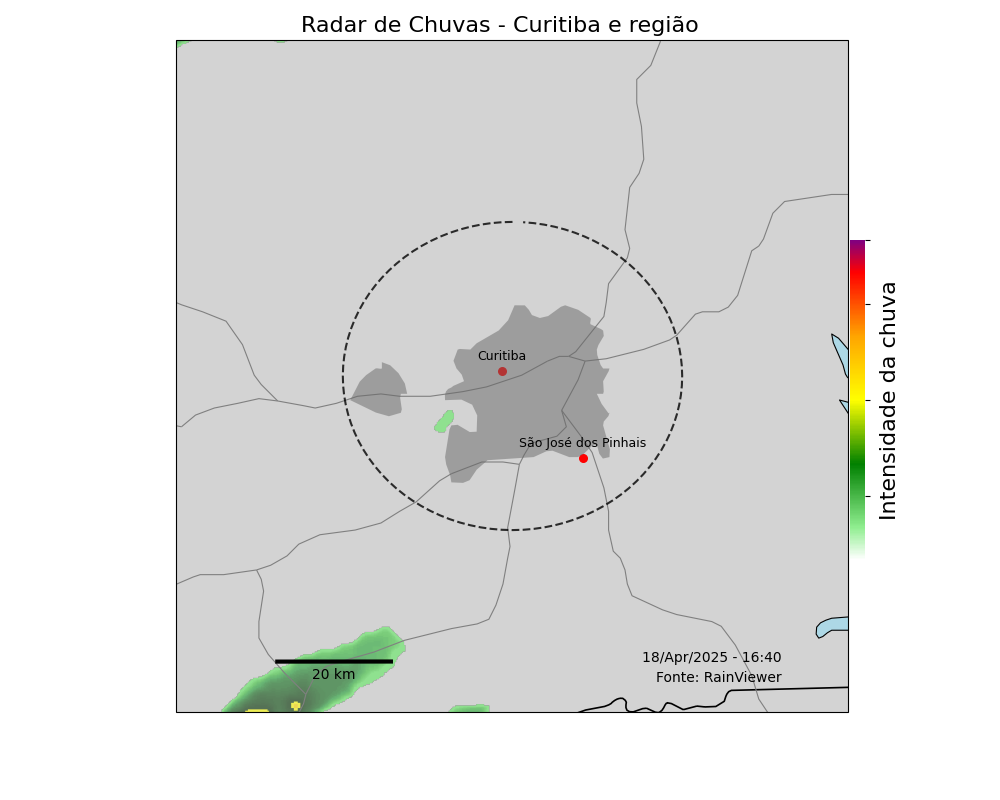 Radar de Chuvas - Curitiba e região
Curitiba
São José dos Pinhais
Intensidade da chuva
18/Apr/2025 - 16:40
20 km
Fonte: RainViewer